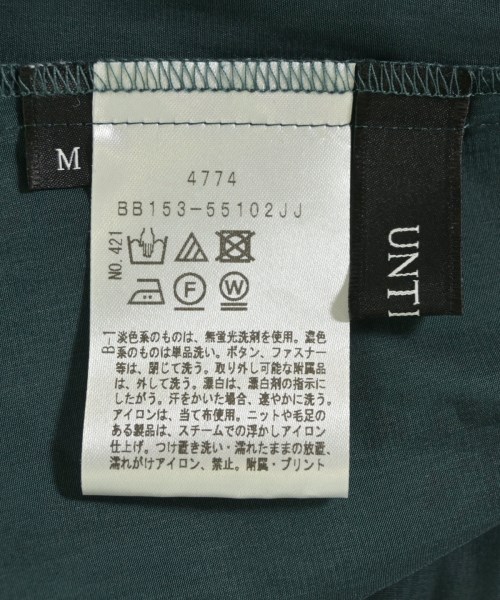 M
4774
BB153-55102JJ
NO.421
F
W
B-1
淡色系のものは、無蛍光洗剤を使用。濃色
系のものは単品洗い。ボタン、ファスナー
等は、閉じて洗う。取り外し可能な附属品
は、外して洗う。漂白は、漂白剤の指示に
したがう。汗をかいた場合、速やかに洗う。
アイロンは、当て布使用。ニットや毛足の
ある製品は、スチームでの浮かしアイロン
仕上げ。つけ置き洗い・濡れたままの放置、
濡れがけアイロン、禁止。附属・プリント
UNTI